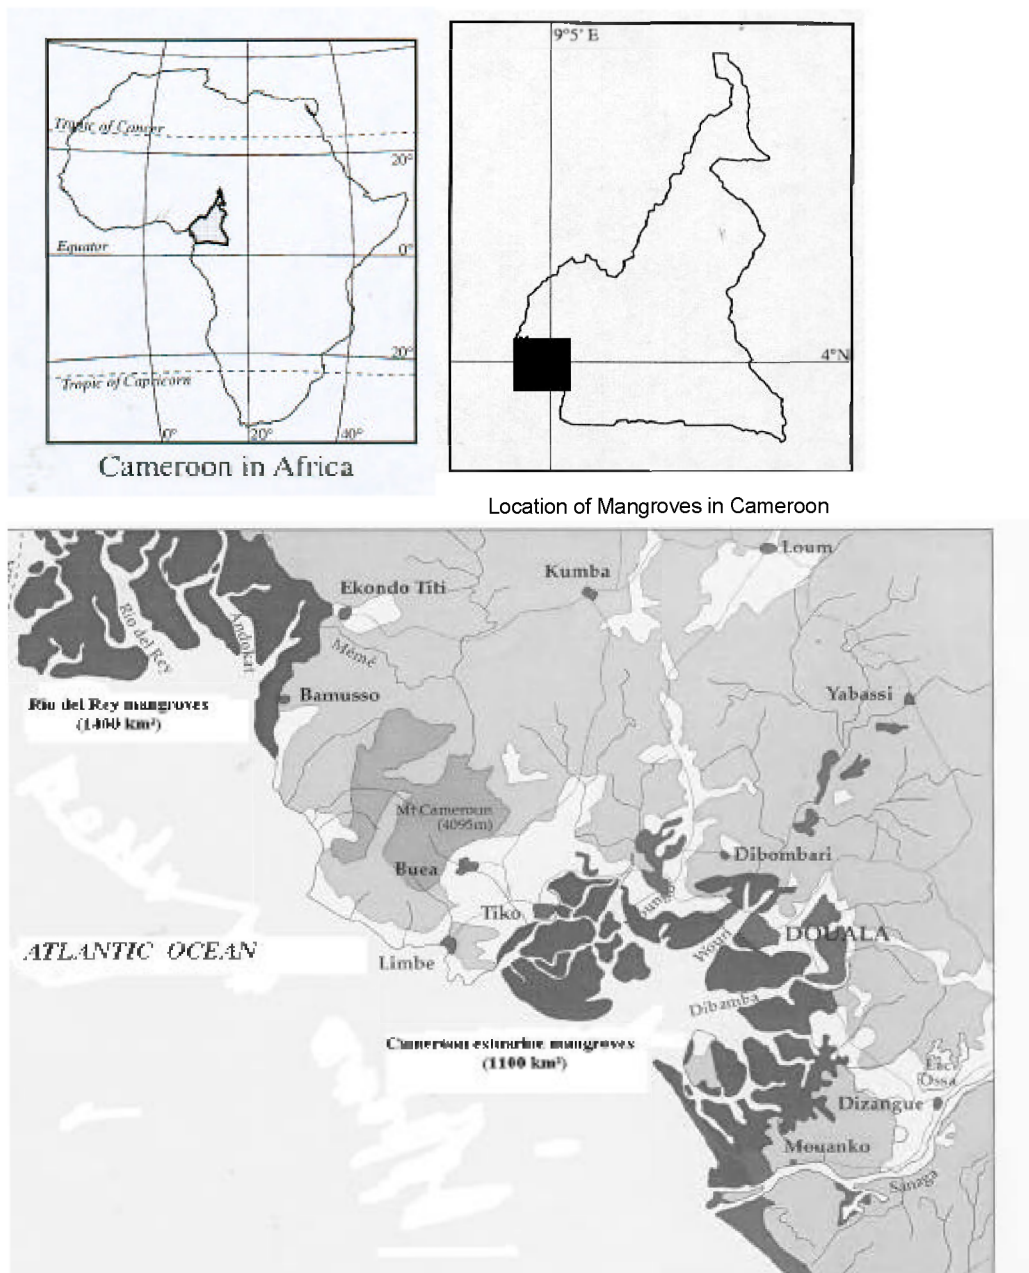 9°5' E
Tropic of Cancer
20°
Equator
0°
20°
4°N
Tropic of Capricorn
0°
20°
40°
Cameroon in Africa
Location of Mangroves in Cameroon
Loum
Kumba
Ekondo Titi
Rio del Rey
Andokat
Mémé
Bamusso
Yabassi
Rio del Rey mangroves
(1400 km²)
Mt Cameroon
(4095m)
Buea
Dibombari
Tiko
Wouri
DOUALA
ATLANTIC OCEAN
Limbe
Dibamba
Cameroon estuarine mangroves
(1100 km²)
Ossa
Dizangue
Mouanko
Sanaga